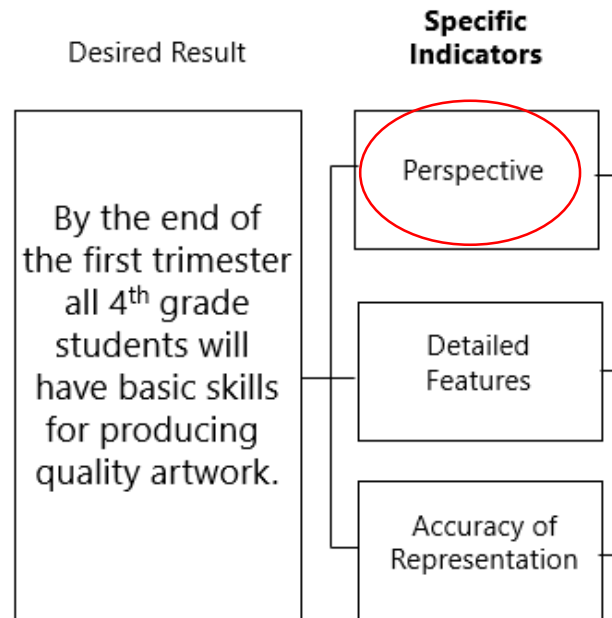 Desired Result
Specific
Indicators
By the end of
the first trimester
all 4th grade
students will
have basic skills
for producing
quality artwork.
Perspective
Detailed
Features
Accuracy of
Representation